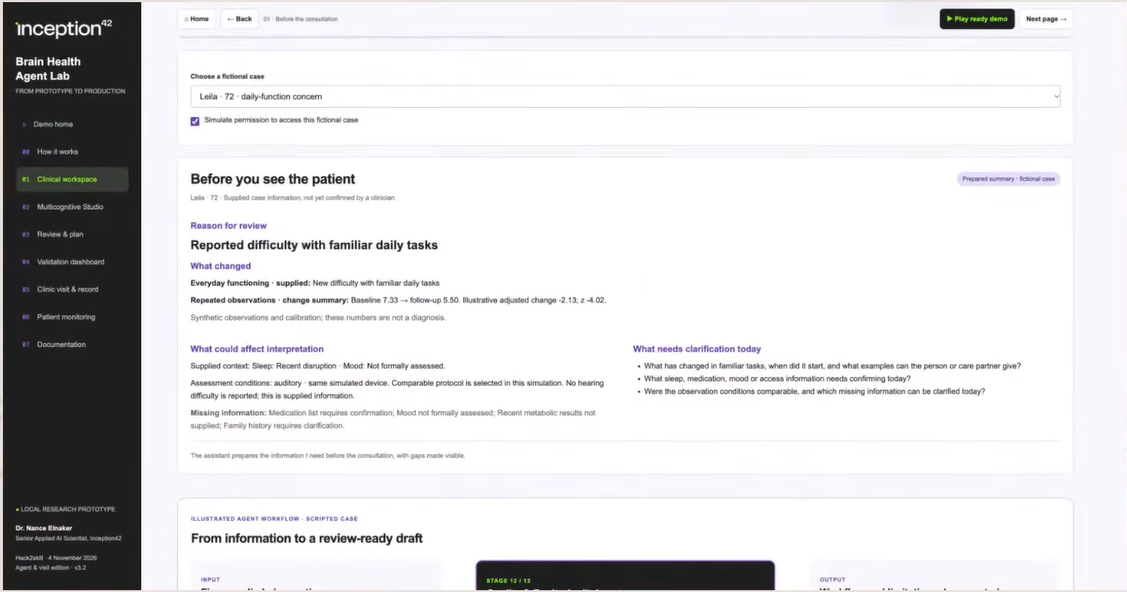 inception42
Brain Health
Agent Lab
FROM PROTOTYPE TO PRODUCTION
Demo home
00 How it works
01 Clinical workspace
02 Multicognitive Studio
03 Review & plan
04 Validation dashboard
05 Clinic visit & record
06 Patient monitoring
07 Documentation
LOCAL RESEARCH PROTOTYPE
Dr. Nance Elnaker
Senior Applied AI Scientist, Inception42
Hack2skill · 4 November 2026
Agent & visit edition · v3.2
⌂ Home ← Back 01 · Before the consultation ▶ Play ready demo Next page →
Choose a fictional case
Leila · 72 · daily-function concern
Simulate permission to access this fictional case
Before you see the patient
Prepared summary · fictional case
Leila · 72 · Supplied case information; not yet confirmed by a clinician.
Reason for review
Reported difficulty with familiar daily tasks
What changed
Everyday functioning · supplied: New difficulty with familiar daily tasks
Repeated observations · change summary: Baseline 7.33 → follow-up 5.50. Illustrative adjusted change -2.13; z -4.02.
Synthetic observations and calibration; these numbers are not a diagnosis.
What could affect interpretation
Supplied context: Sleep: Recent disruption · Mood: Not formally assessed.
Assessment conditions: auditory · same simulated device. Comparable protocol is selected in this simulation. No hearing
difficulty is reported; this is supplied information.
Missing information: Medication list requires confirmation; Mood not formally assessed; Recent metabolic results not
supplied; Family history requires clarification.
What needs clarification today
• What has changed in familiar tasks, when did it start, and what examples can the person or care partner give?
• What sleep, medication, mood or access information needs confirming today?
• Were the observation conditions comparable, and which missing information can be clarified today?
The assistant prepares the information I need before the consultation, with gaps made visible.
ILLUSTRATED AGENT WORKFLOW · SCRIPTED CASE
From information to a review-ready draft
INPUT
STAGE 12 / 12
OUTPUT